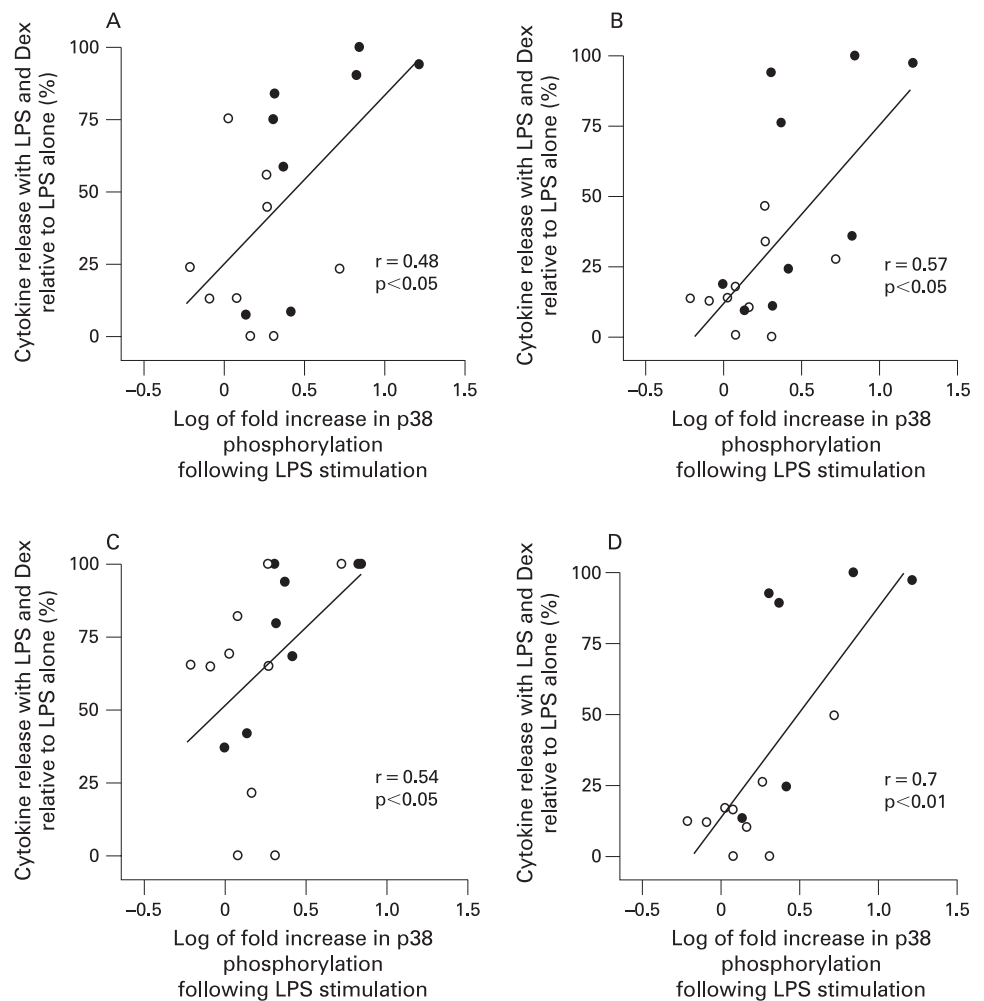 A
Cytokine release with LPS and Dex
relative to LPS alone (%)
100
75
50
25
0
r = 0.48
p<0.05
−0.5 0 0.5 1.0 1.5
Log of fold increase in p38
phosphorylation
following LPS stimulation
B
Cytokine release with LPS and Dex
relative to LPS alone (%)
100
75
50
25
0
r = 0.57
p<0.05
−0.5 0 0.5 1.0 1.5
Log of fold increase in p38
phosphorylation
following LPS stimulation
C
Cytokine release with LPS and Dex
relative to LPS alone (%)
100
75
50
25
0
r = 0.54
p<0.05
−0.5 0 0.5 1.0 1.5
Log of fold increase in p38
phosphorylation
following LPS stimulation
D
Cytokine release with LPS and Dex
relative to LPS alone (%)
100
75
50
25
0
r = 0.7
p<0.01
−0.5 0 0.5 1.0 1.5
Log of fold increase in p38
phosphorylation
following LPS stimulation